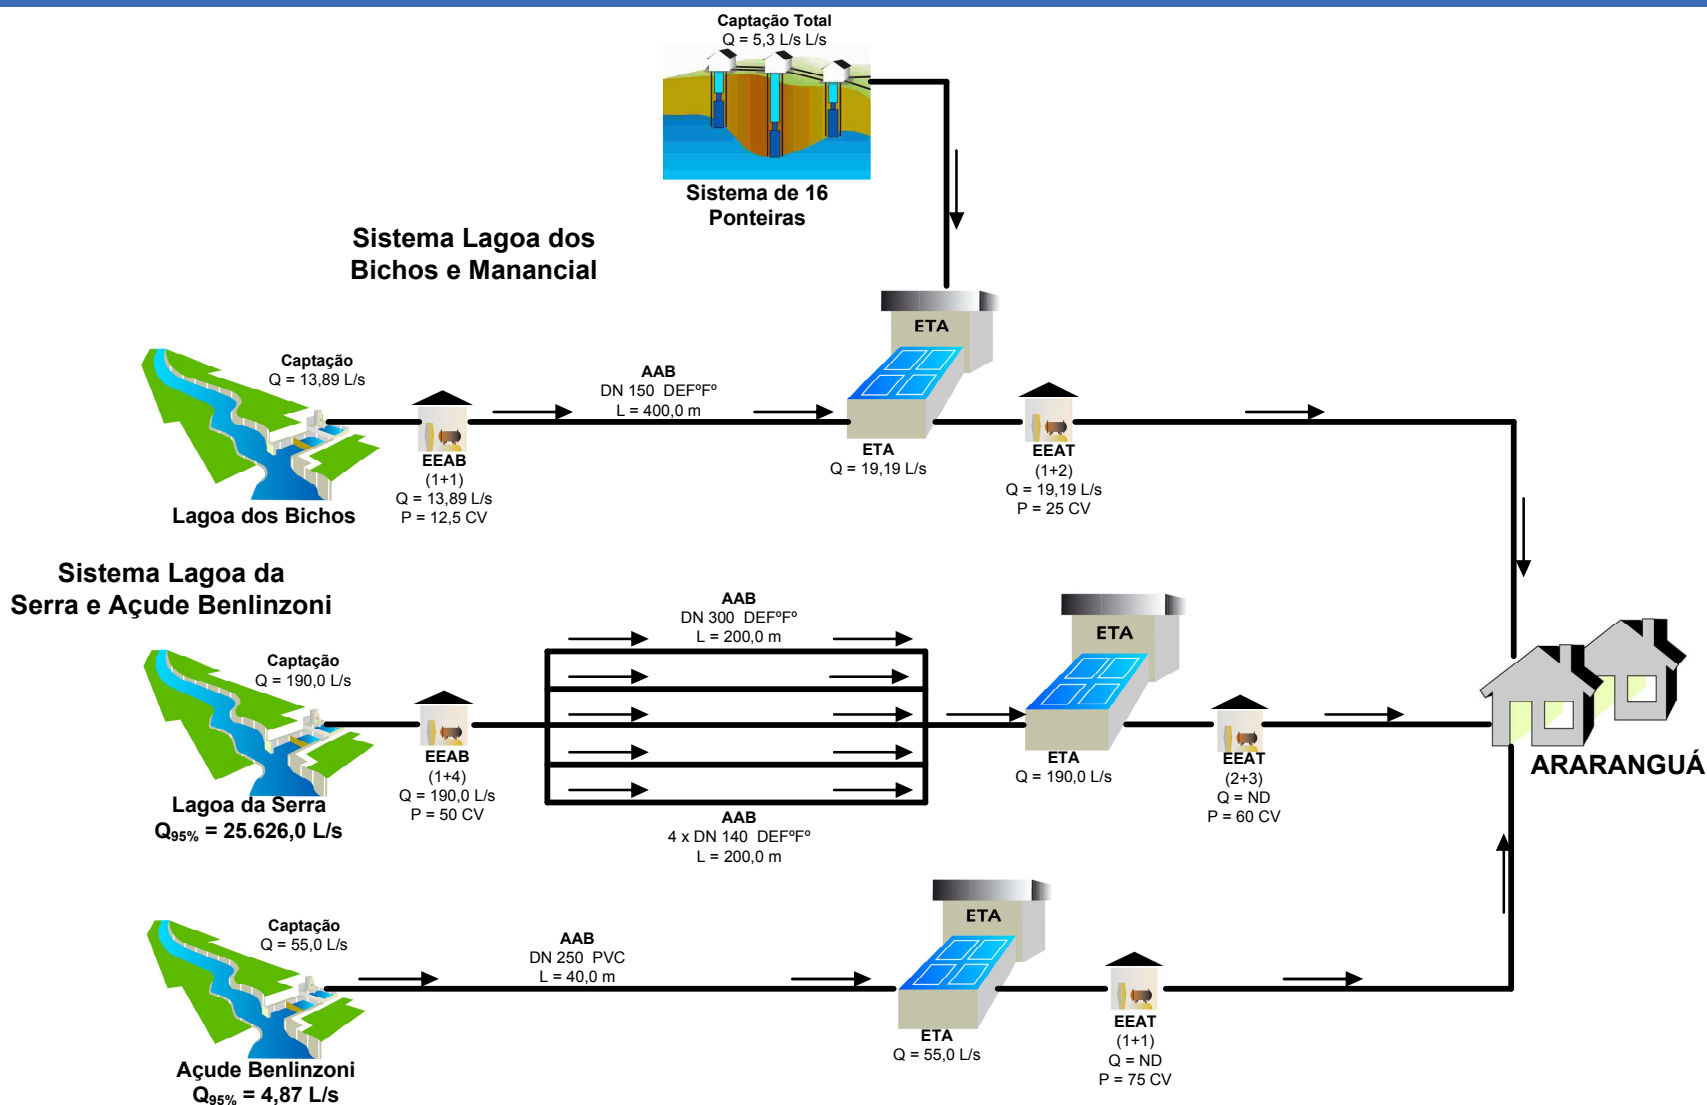 Captação Total
Q = 5,3 L/s L/s
Sistema de 16
Ponteiras
Sistema Lagoa dos
Bichos e Manancial
ETA
Captação
Q = 13,89 L/s
AAB
DN 150 DEFºFº
L = 400,0 m
EEAB
(1+1)
Q = 13,89 L/s
P = 12,5 CV
ETA
Q = 19,19 L/s
EEAT
(1+2)
Q = 19,19 L/s
P = 25 CV
Lagoa dos Bichos
Sistema Lagoa da
Serra e Açude Benlinzoni
AAB
DN 300 DEFºFº
L = 200,0 m
ETA
Captação
Q = 190,0 L/s
EEAB
(1+4)
Q = 190,0 L/s
P = 50 CV
ETA
Q = 190,0 L/s
EEAT
(2+3)
Q = ND
P = 60 CV
ARARANGUÁ
Lagoa da Serra
Q95% = 25.626,0 L/s
AAB
4 x DN 140 DEFºFº
L = 200,0 m
ETA
Captação
Q = 55,0 L/s
AAB
DN 250 PVC
L = 40,0 m
ETA
Q = 55,0 L/s
EEAT
(1+1)
Q = ND
P = 75 CV
Açude Benlinzoni
Q95% = 4,87 L/s